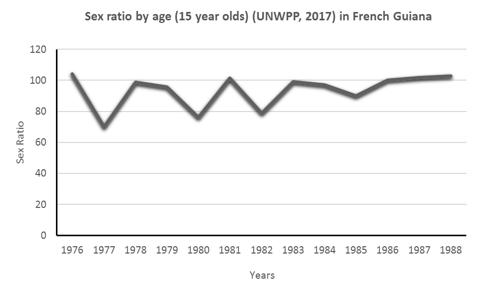 Sex ratio by age (15 year olds) (UNWPP, 2017) in French Guiana
120
100
80
60
40
20
0
Sex Ratio
1976 1977 1978 1979 1980 1981 1982 1983 1984 1985 1986 1987 1988
Years